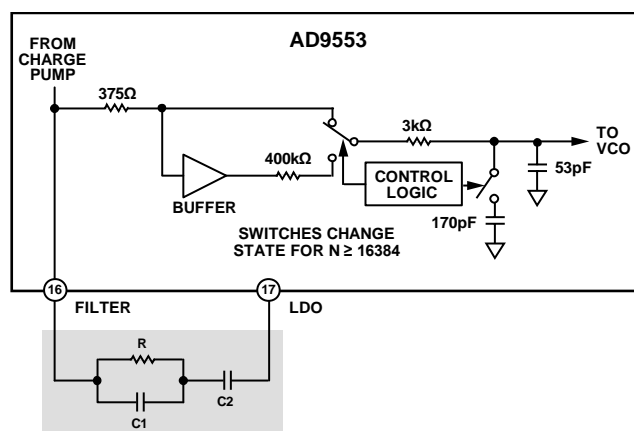 AD9553
FROM
CHARGE
PUMP
375Ω
3kΩ
TO
VCO
400kΩ
BUFFER
CONTROL
LOGIC
53pF
170pF
SWITCHES CHANGE
STATE FOR N ≥ 16384
16
FILTER
17
LDO
R
C1
C2